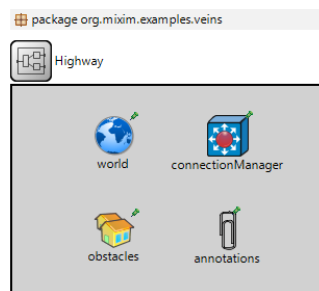 package org.mixim.examples.veins
Highway
world
connectionManager
obstacles
annotations